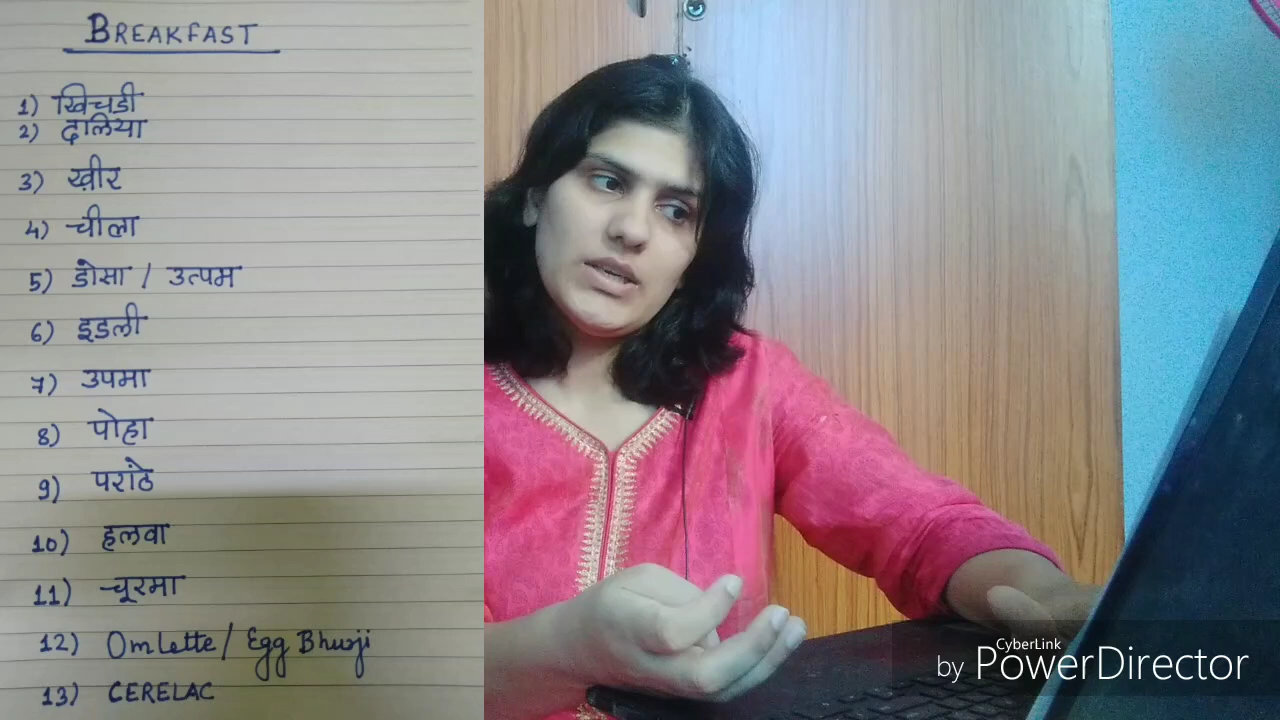 BREAKFAST
1) खिचडी
2) दलिया
3) खीर
4) चीला
5) डोसा / उत्पम
6) इडली
7) उपमा
8) पोहा
9) परांठे
10) हलवा
11) चूरमा
12) Omlette / Egg Bhurji
13) CERELAC
CyberLink
by PowerDirector